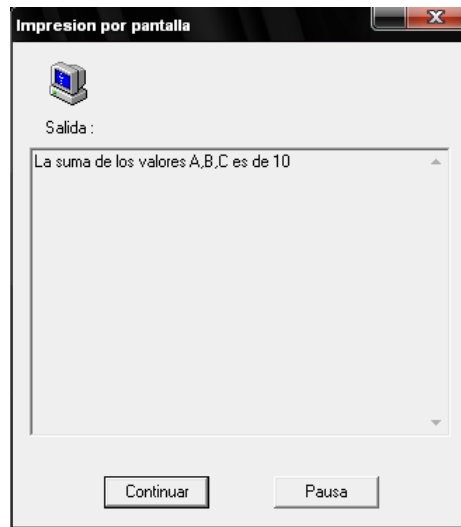 Impresion por pantalla
Salida :
La suma de los valores A,B,C es de 10
Continuar
Pausa